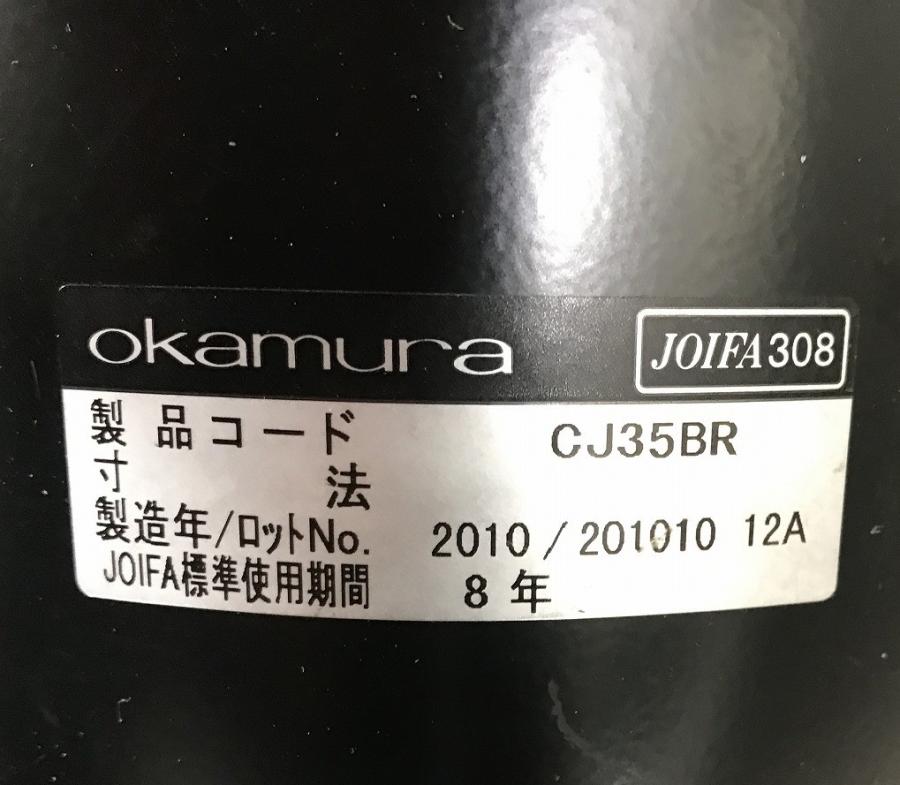 okamura JOIFA308
製品コード CJ35BR
寸法
製造年/ロットNo. 2010/201010 12A
JOIFA標準使用期間 8年